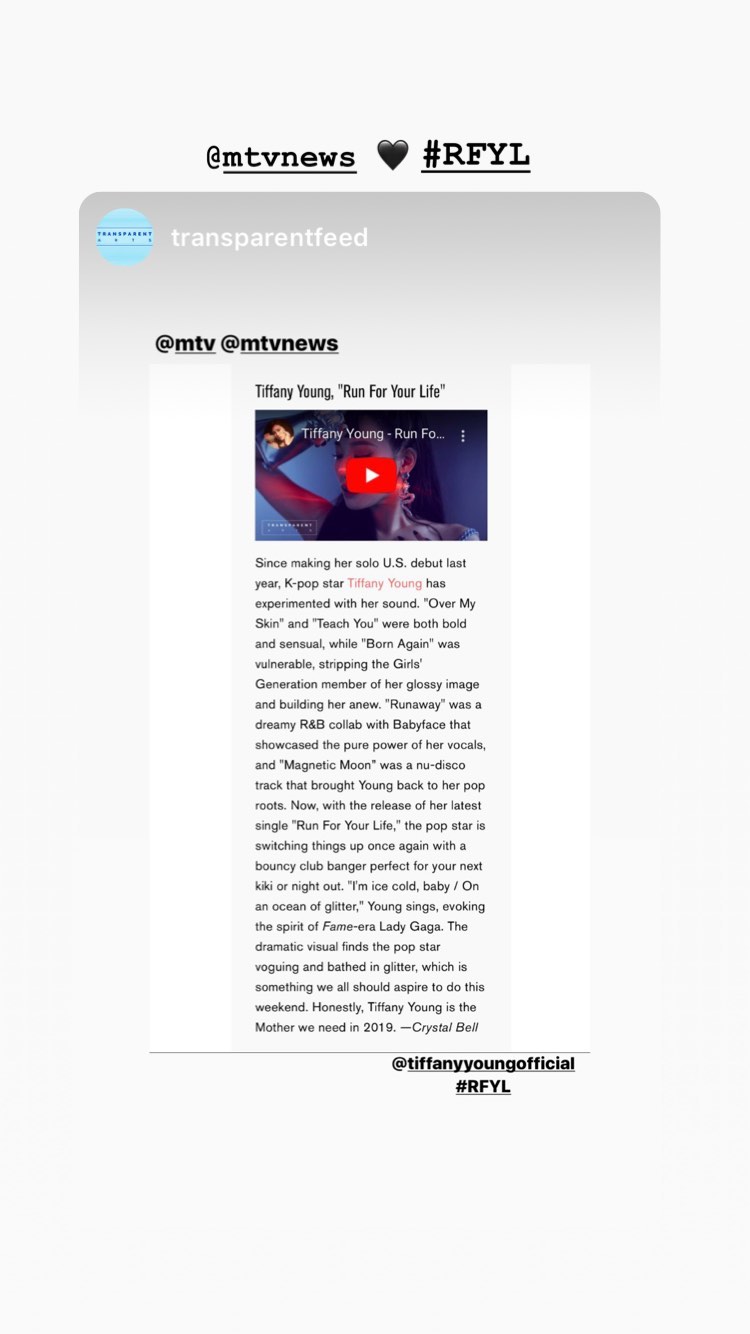 @mtvnews 🖤 #RFYL
TRANSPARENT
ARTS
transparentfeed
@mtv @mtvnews
Tiffany Young, "Run For Your Life"
Tiffany Young - Run Fo...
TRANSPARENT
ARTS
Since making her solo U.S. debut last
year, K-pop star Tiffany Young has
experimented with her sound. "Over My
Skin" and "Teach You" were both bold
and sensual, while "Born Again" was
vulnerable, stripping the Girls'
Generation member of her glossy image
and building her anew. "Runaway" was a
dreamy R&B collab with Babyface that
showcased the pure power of her vocals,
and "Magnetic Moon" was a nu-disco
track that brought Young back to her pop
roots. Now, with the release of her latest
single "Run For Your Life," the pop star is
switching things up once again with a
bouncy club banger perfect for your next
kiki or night out. "I'm ice cold, baby / On
an ocean of glitter," Young sings, evoking
the spirit of Fame-era Lady Gaga. The
dramatic visual finds the pop star
voguing and bathed in glitter, which is
something we all should aspire to do this
weekend. Honestly, Tiffany Young is the
Mother we need in 2019. —Crystal Bell
@tiffanyyoungofficial
#RFYL